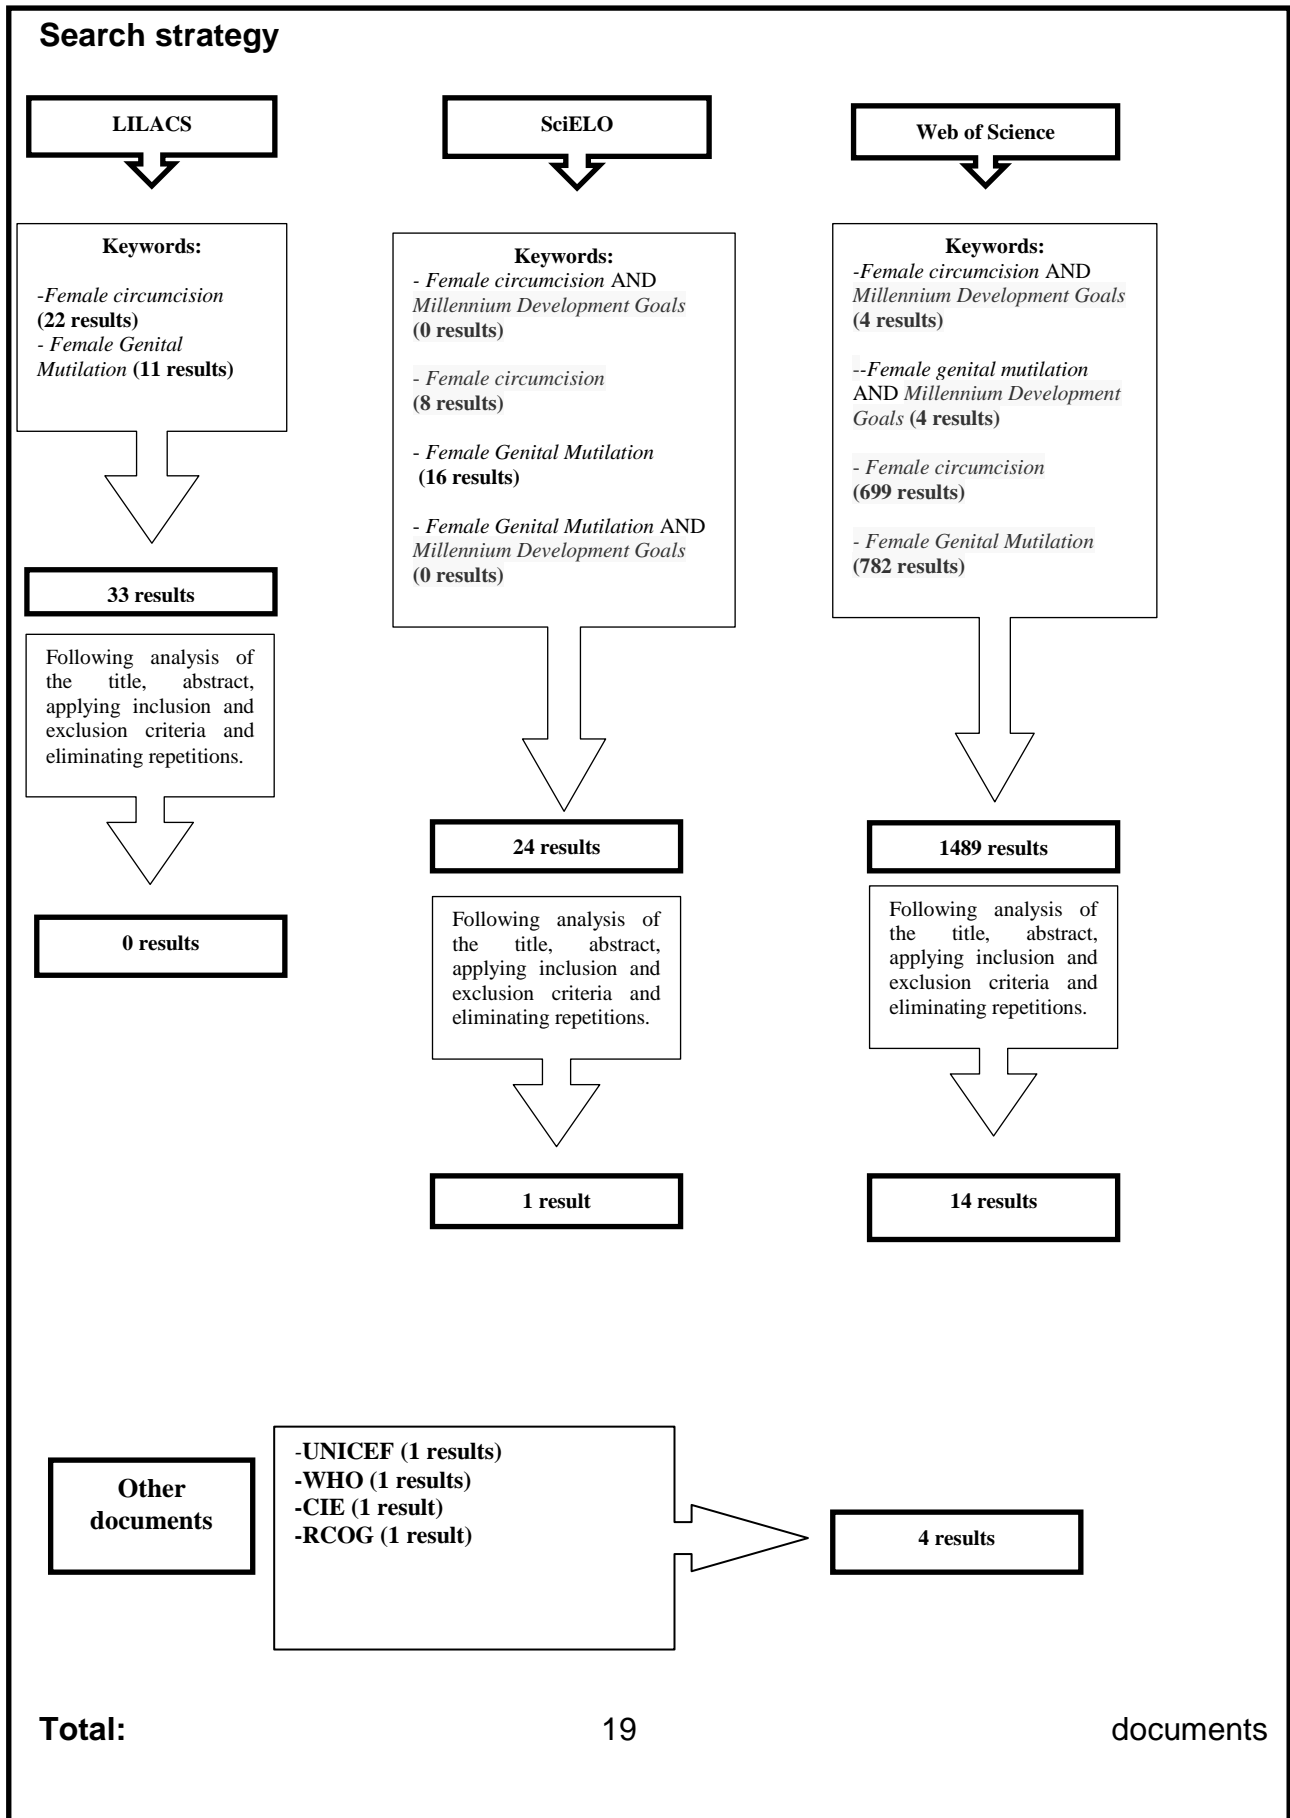 Search strategy
LILACS
Keywords:
-Female circumcision
(22 results)
- Female Genital
Mutilation (11 results)
33 results
Following analysis of
the title, abstract,
applying inclusion and
exclusion criteria and
eliminating repetitions.
0 results
SciELO
Keywords:
- Female circumcision AND
Millennium Development Goals
(0 results)
- Female circumcision
(8 results)
- Female Genital Mutilation
(16 results)
- Female Genital Mutilation AND
Millennium Development Goals
(0 results)
24 results
Following analysis of
the title, abstract,
applying inclusion and
exclusion criteria and
eliminating repetitions.
1 result
Web of Science
Keywords:
-Female circumcision AND
Millennium Development Goals
(4 results)
--Female genital mutilation
AND Millennium Development
Goals (4 results)
- Female circumcision
(699 results)
- Female Genital Mutilation
(782 results)
1489 results
Following analysis of
the title, abstract,
applying inclusion and
exclusion criteria and
eliminating repetitions.
14 results
Other
documents
-UNICEF (1 results)
-WHO (1 results)
-CIE (1 result)
-RCOG (1 result)
4 results
Total: 19 documents